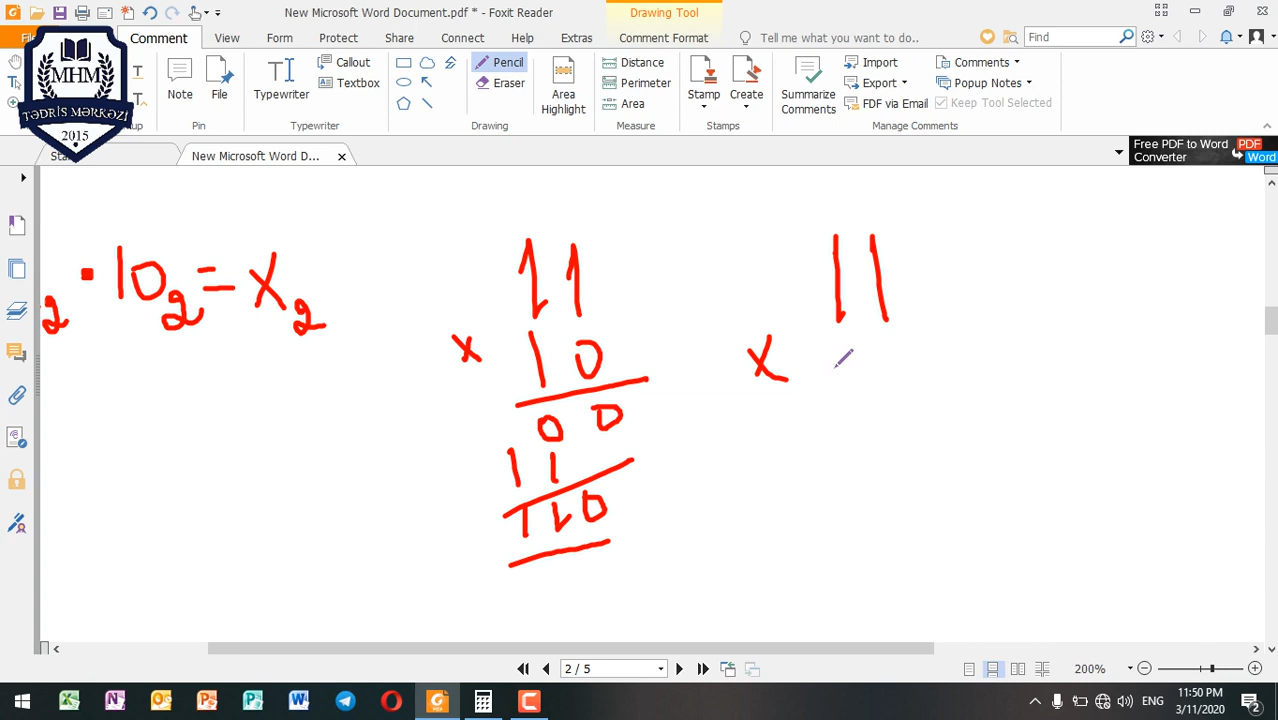 New Microsoft Word Document.pdf * - Foxit Reader
Drawing Tool
File Comment View Form Protect Share Connect Help Extras Comment Format Tell me what you want to do... Find
MHM
TƏDRİS MƏRKƏZİ
2015
Note
File
Pin
Typewriter
Callout
Textbox
Typewriter
Pencil
Eraser
Area Highlight
Drawing
Distance
Perimeter
Area
Measure
Stamp
Create
Stamps
Summarize Comments
Import
Export
FDF via Email
Comments
Popup Notes
Keep Tool Selected
Manage Comments
New Microsoft Word D...
Free PDF to Word Converter
PDF
Word
2 · 10₂ = X₂
11
x 10
00
11
110
11
x
2 / 5
200%
ENG
11:50 PM
3/11/2020
2